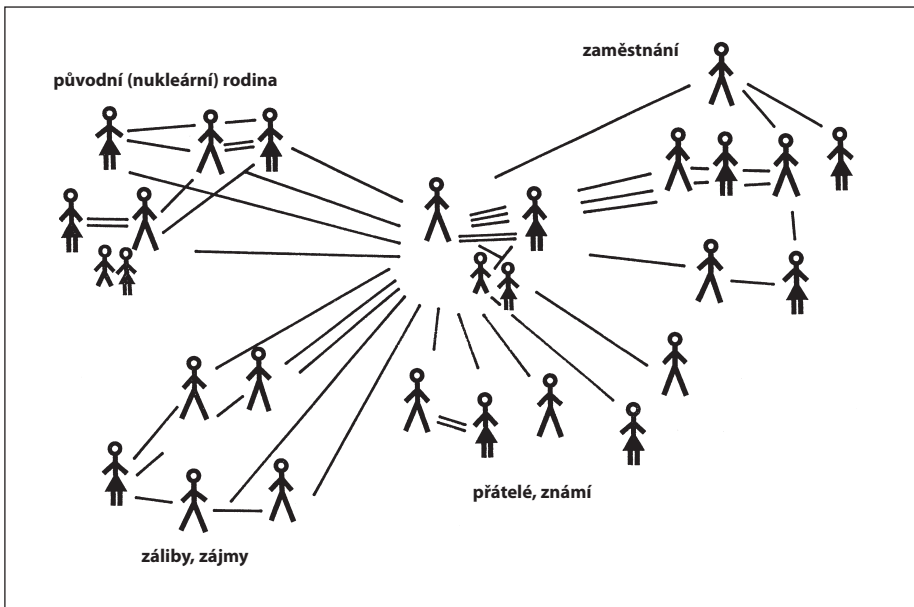 zaměstnání
původní (nukleární) rodina
přátelé, známí
záliby, zájmy